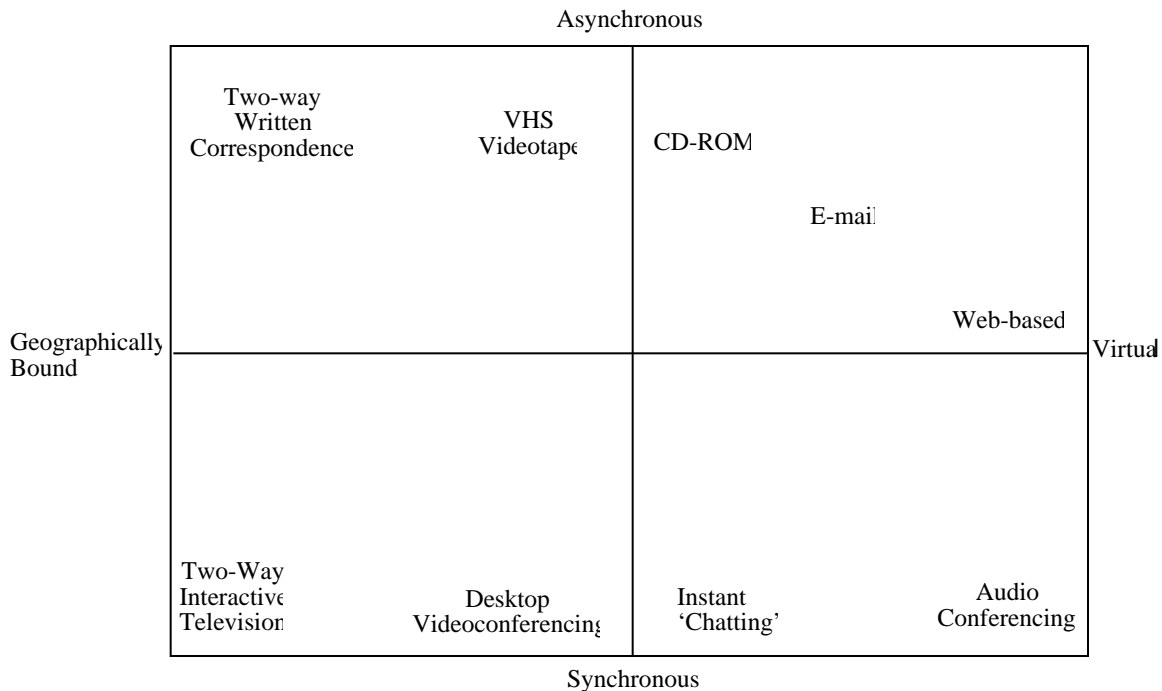 Asynchronous
Two-way
Written
Correspondence
VHS
Videotape
CD-ROM
E-mail
Web-based
Geographically
Bound
Virtual
Two-Way
Interactive
Television
Desktop
Videoconferencing
Instant
‘Chatting’
Audio
Conferencing
Synchronous